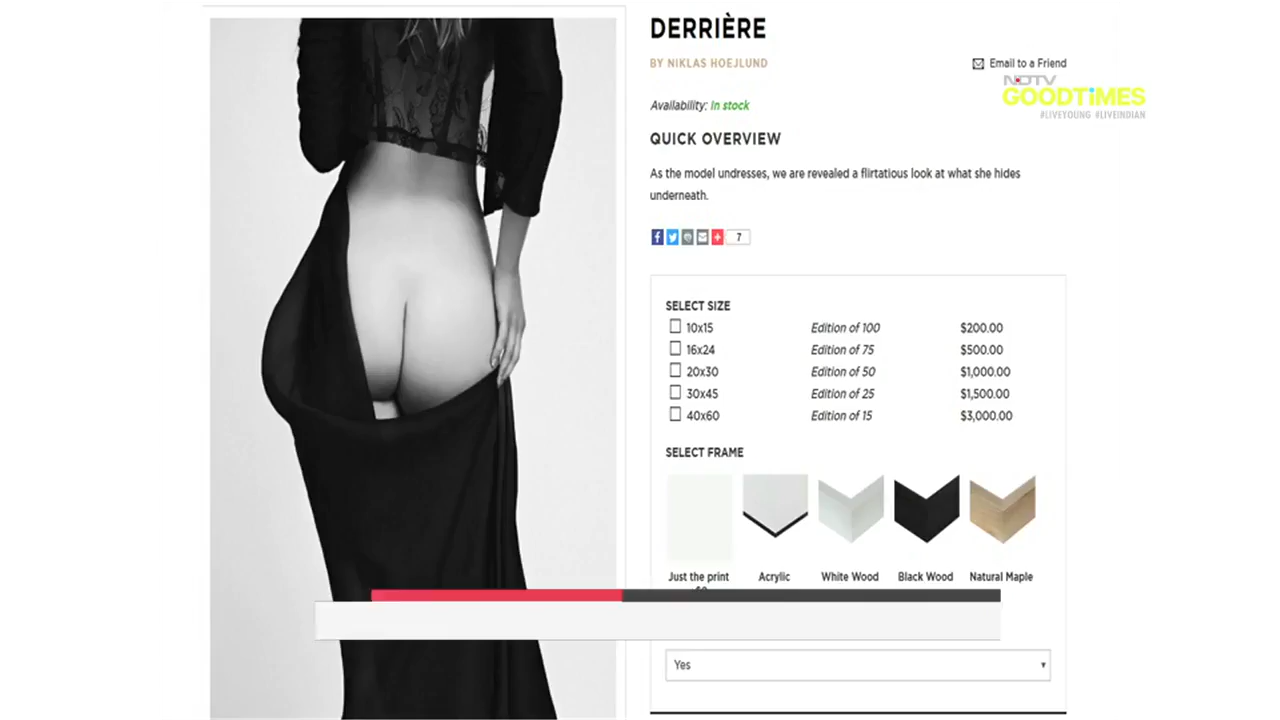 DERRIÈRE
BY NIKLAS HOEJLUND
Email to a Friend
NDTV
GOODTiMES
#LIVEYOUNG #LIVEINDIAN
Availability: In stock
QUICK OVERVIEW
As the model undresses, we are revealed a flirtatious look at what she hides
underneath.
7
SELECT SIZE
10x15 Edition of 100 $200.00
16x24 Edition of 75 $500.00
20x30 Edition of 50 $1,000.00
30x45 Edition of 25 $1,500.00
40x60 Edition of 15 $3,000.00
SELECT FRAME
Just the print Acrylic White Wood Black Wood Natural Maple
Yes